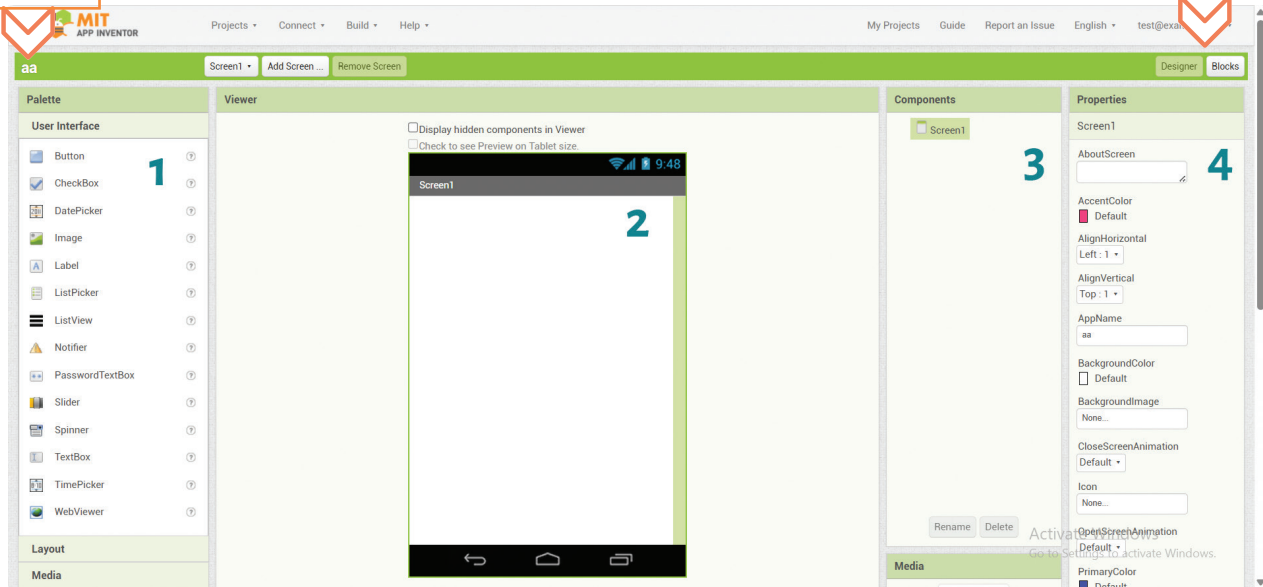 MIT
APP INVENTOR
Projects
Connect
Build
Help
My Projects
Guide
Report an Issue
English
aa
Screen1
Add Screen ...
Remove Screen
Designer
Blocks
Palette
User Interface
Button
CheckBox
DatePicker
Image
Label
ListPicker
ListView
Notifier
PasswordTextBox
Slider
Spinner
TextBox
TimePicker
WebViewer
Layout
Media
1
Viewer
Display hidden components in Viewer
Check to see Preview on Tablet size.
9:48
Screen1
2
Components
Screen1
3
Rename
Delete
Media
Properties
Screen1
4
AboutScreen
AccentColor
Default
AlignHorizontal
Left : 1
AlignVertical
Top : 1
AppName
aa
BackgroundColor
Default
BackgroundImage
None...
CloseScreenAnimation
Default
Icon
None...
OpenScreenAnimation
Default
PrimaryColor
Default
Activate Windows
Go to Settings to activate Windows.